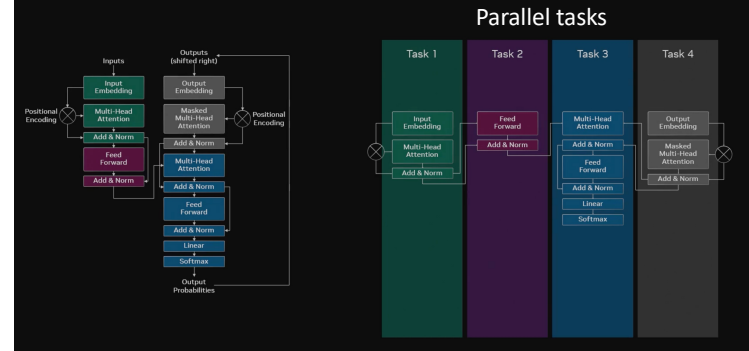 Parallel tasks
Inputs
Outputs
(shifted right)
Input
Embedding
Output
Embedding
Positional
Encoding
Multi-Head
Attention
Masked
Multi-Head
Attention
Positional
Encoding
Add & Norm
Add & Norm
Feed
Forward
Multi-Head
Attention
Add & Norm
Add & Norm
Feed
Forward
Add & Norm
Linear
Softmax
Output
Probabilities
Task 1
Input
Embedding
Multi-Head
Attention
Add & Norm
Task 2
Feed
Forward
Add & Norm
Task 3
Multi-Head
Attention
Add & Norm
Feed
Forward
Add & Norm
Linear
Softmax
Task 4
Output
Embedding
Masked
Multi-Head
Attention
Add & Norm